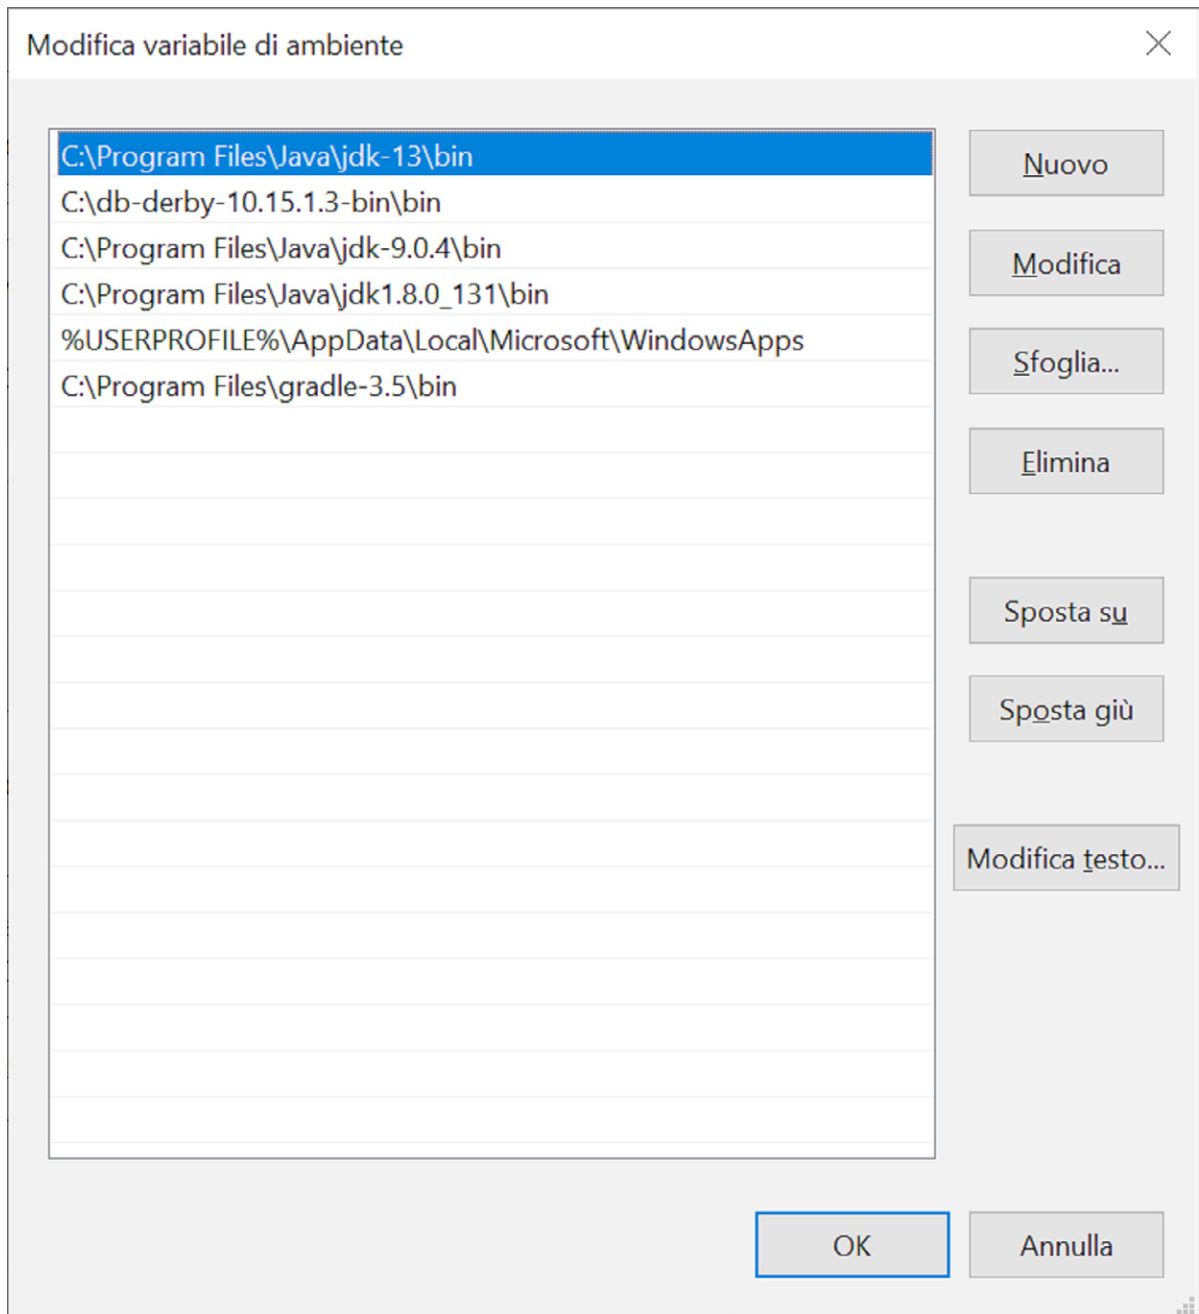 Modifica variabile di ambiente
C:\Program Files\Java\jdk-13\bin
C:\db-derby-10.15.1.3-bin\bin
C:\Program Files\Java\jdk-9.0.4\bin
C:\Program Files\Java\jdk1.8.0_131\bin
%USERPROFILE%\AppData\Local\Microsoft\WindowsApps
C:\Program Files\gradle-3.5\bin
Nuovo
Modifica
Sfoglia...
Elimina
Sposta su
Sposta giù
Modifica testo...
OK
Annulla